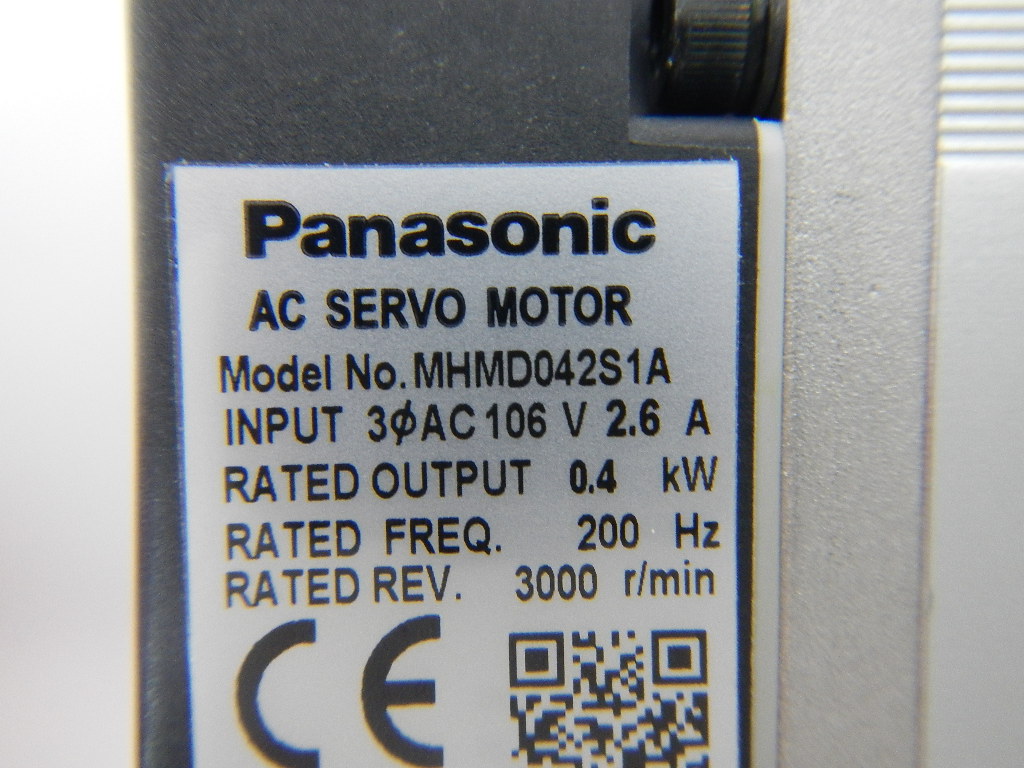 Panasonic
AC SERVO MOTOR
Model No. MHMD042S1A
INPUT 3ϕAC 106 V 2.6 A
RATED OUTPUT 0.4 kW
RATED FREQ. 200 Hz
RATED REV. 3000 r/min
CE